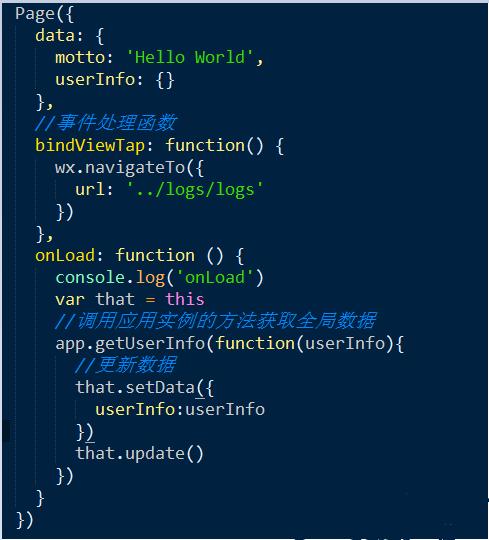 Page({
  data: {
    motto: 'Hello World',
    userInfo: {}
  },
  //事件处理函数
  bindViewTap: function() {
    wx.navigateTo({
      url: '../logs/logs'
    })
  },
  onLoad: function () {
    console.log('onLoad')
    var that = this
    //调用应用实例的方法获取全局数据
    app.getUserInfo(function(userInfo){
      //更新数据
      that.setData({
        userInfo:userInfo
      })
      that.update()
    })
  }
})